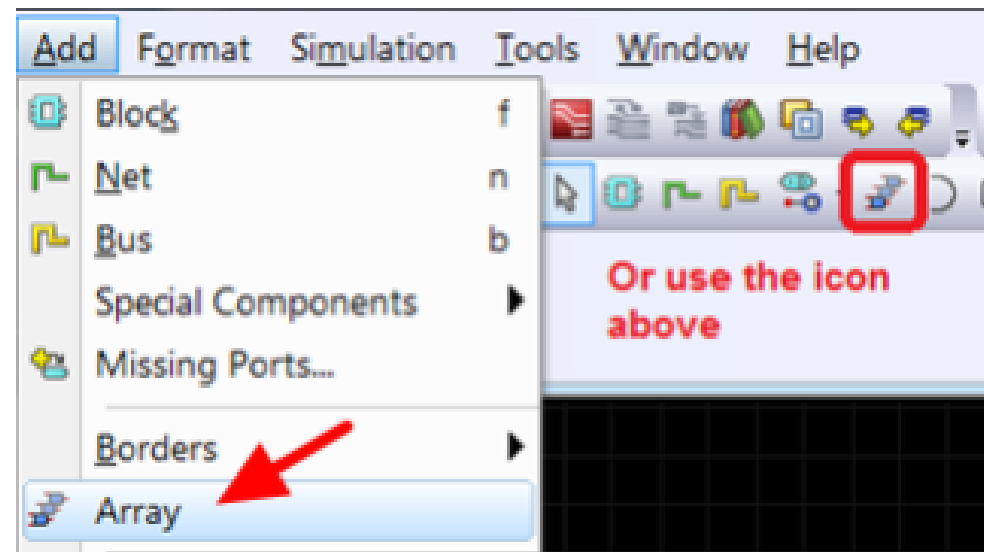 Add Format Simulation Tools Window Help
Block f
Net n
Bus b
Special Components
Missing Ports...
Borders
Array
Or use the icon
above